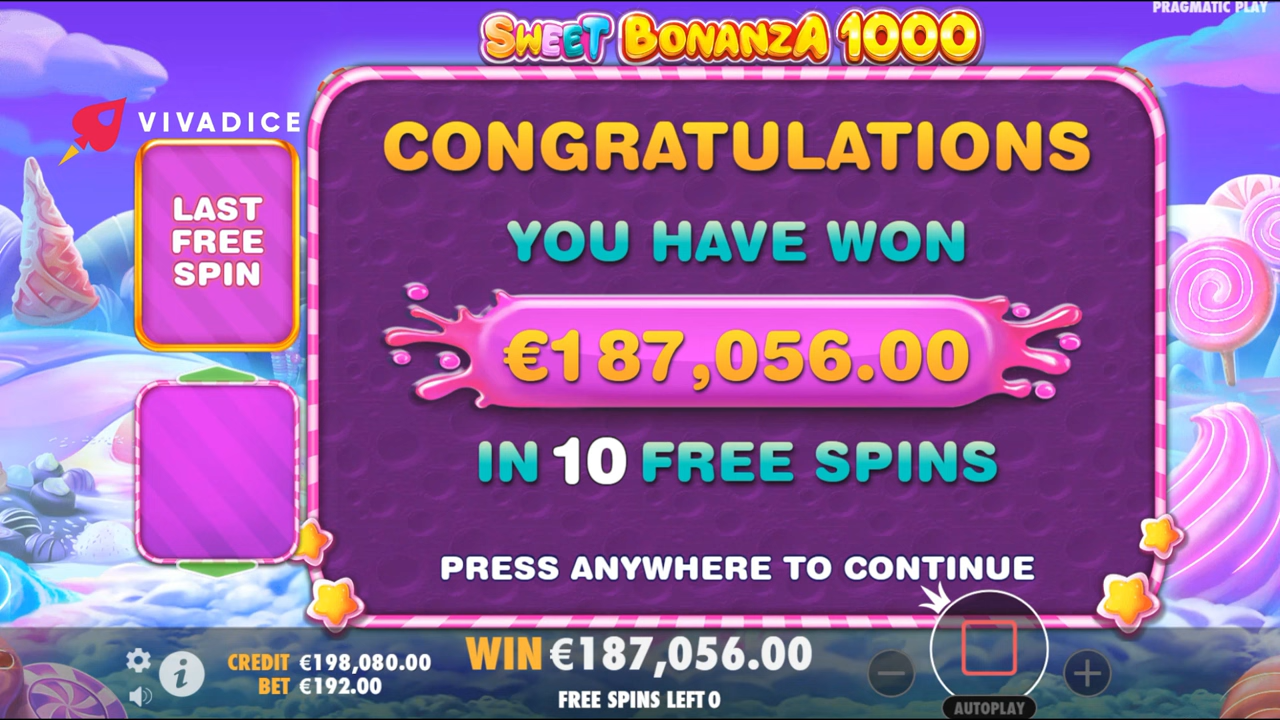 PRAGMATIC PLAY
SWEET BONANZA 1000
VIVADICE
LAST
FREE
SPIN
CONGRATULATIONS
YOU HAVE WON
€187,056.00
IN 10 FREE SPINS
PRESS ANYWHERE TO CONTINUE
CREDIT €198,080.00
BET €192.00
WIN €187,056.00
FREE SPINS LEFT 0
AUTOPLAY